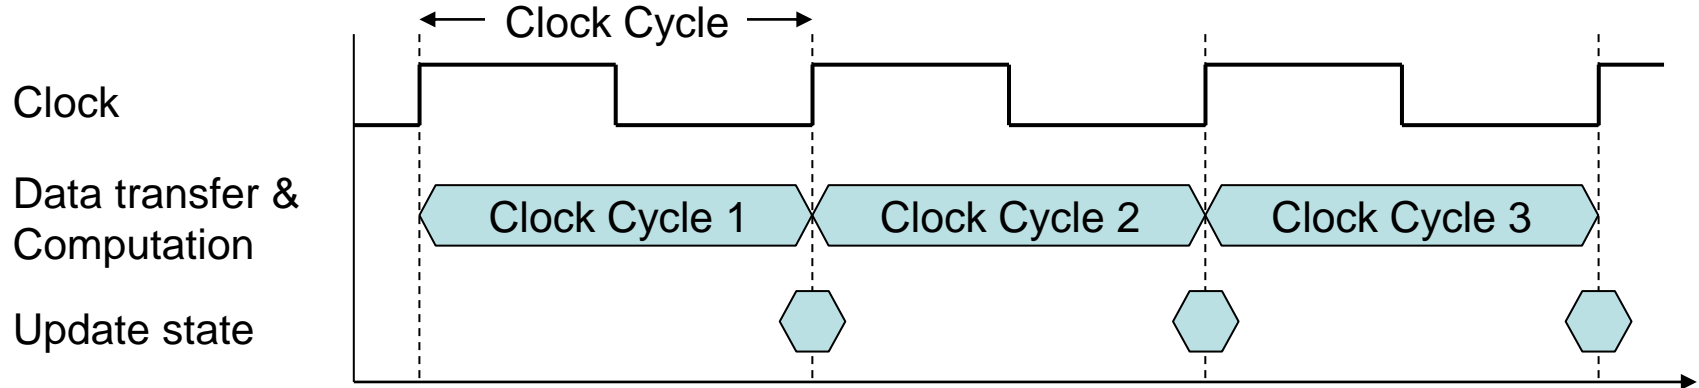 Clock Cycle
Clock
Data transfer &
Computation
Clock Cycle 1
Clock Cycle 2
Clock Cycle 3
Update state